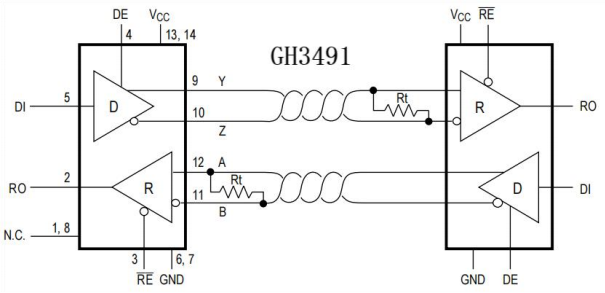 DE VCC VCC RE
4 13, 14
GH3491
9 Y
DI 5 D R RO
10 Rt
Z
12 A
RO 2 R Rt D DI
11
B
N.C. 1, 8
3 6, 7
RE GND GND DE